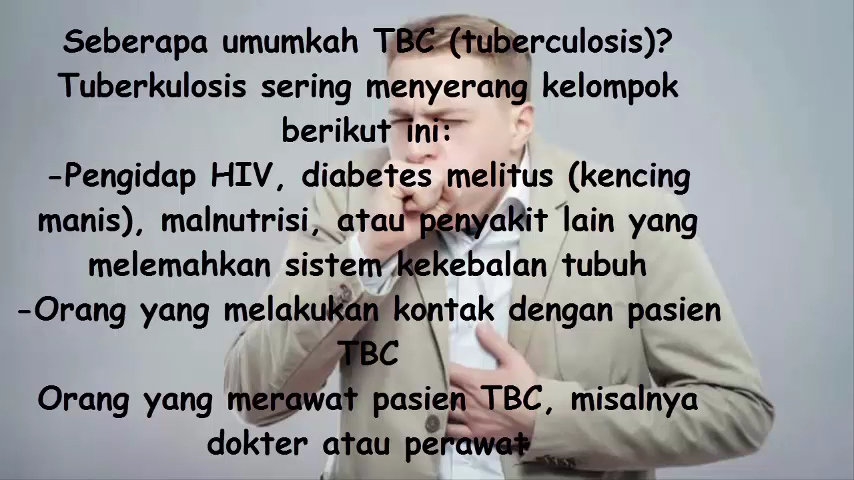 Seberapa umumkah TBC (tuberculosis)?
Tuberkulosis sering menyerang kelompok
berikut ini:
-Pengidap HIV, diabetes melitus (kencing
manis), malnutrisi, atau penyakit lain yang
melemahkan sistem kekebalan tubuh
-Orang yang melakukan kontak dengan pasien
TBC
Orang yang merawat pasien TBC, misalnya
dokter atau perawat